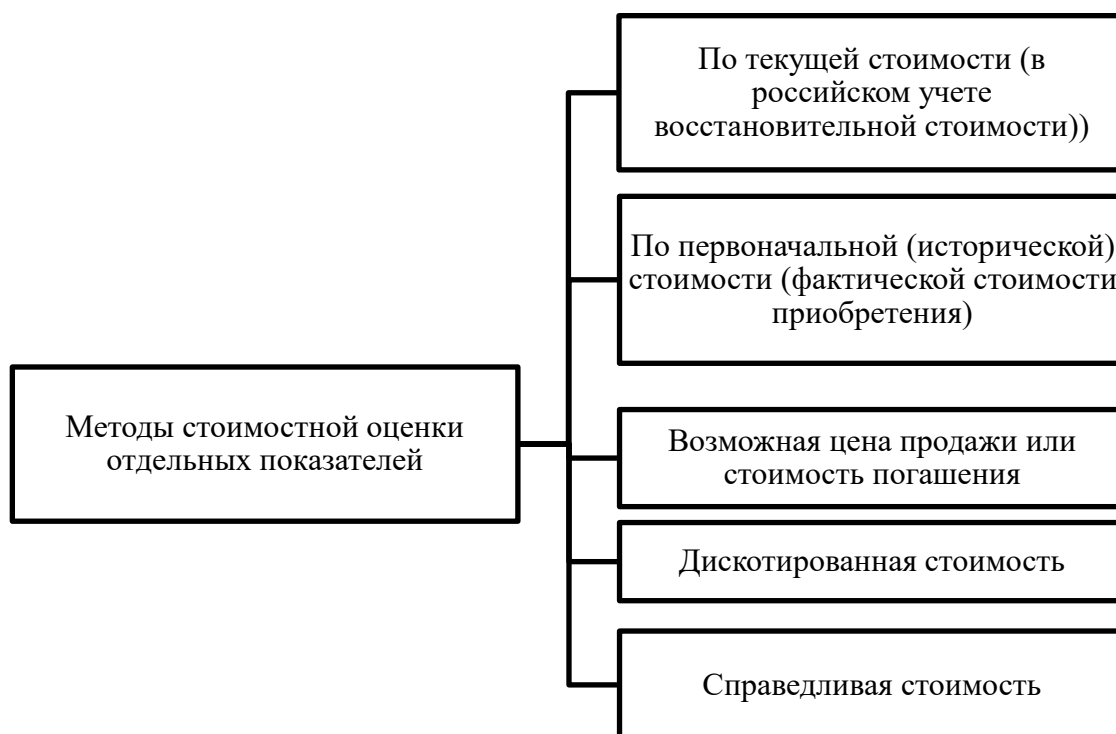 По текущей стоимости (в
российском учете
восстановительной стоимости))
По первоначальной (исторической)
стоимости (фактической стоимости
приобретения)
Методы стоимостной оценки
отдельных показателей
Возможная цена продажи или
стоимость погашения
Дискотированная стоимость
Справедливая стоимость